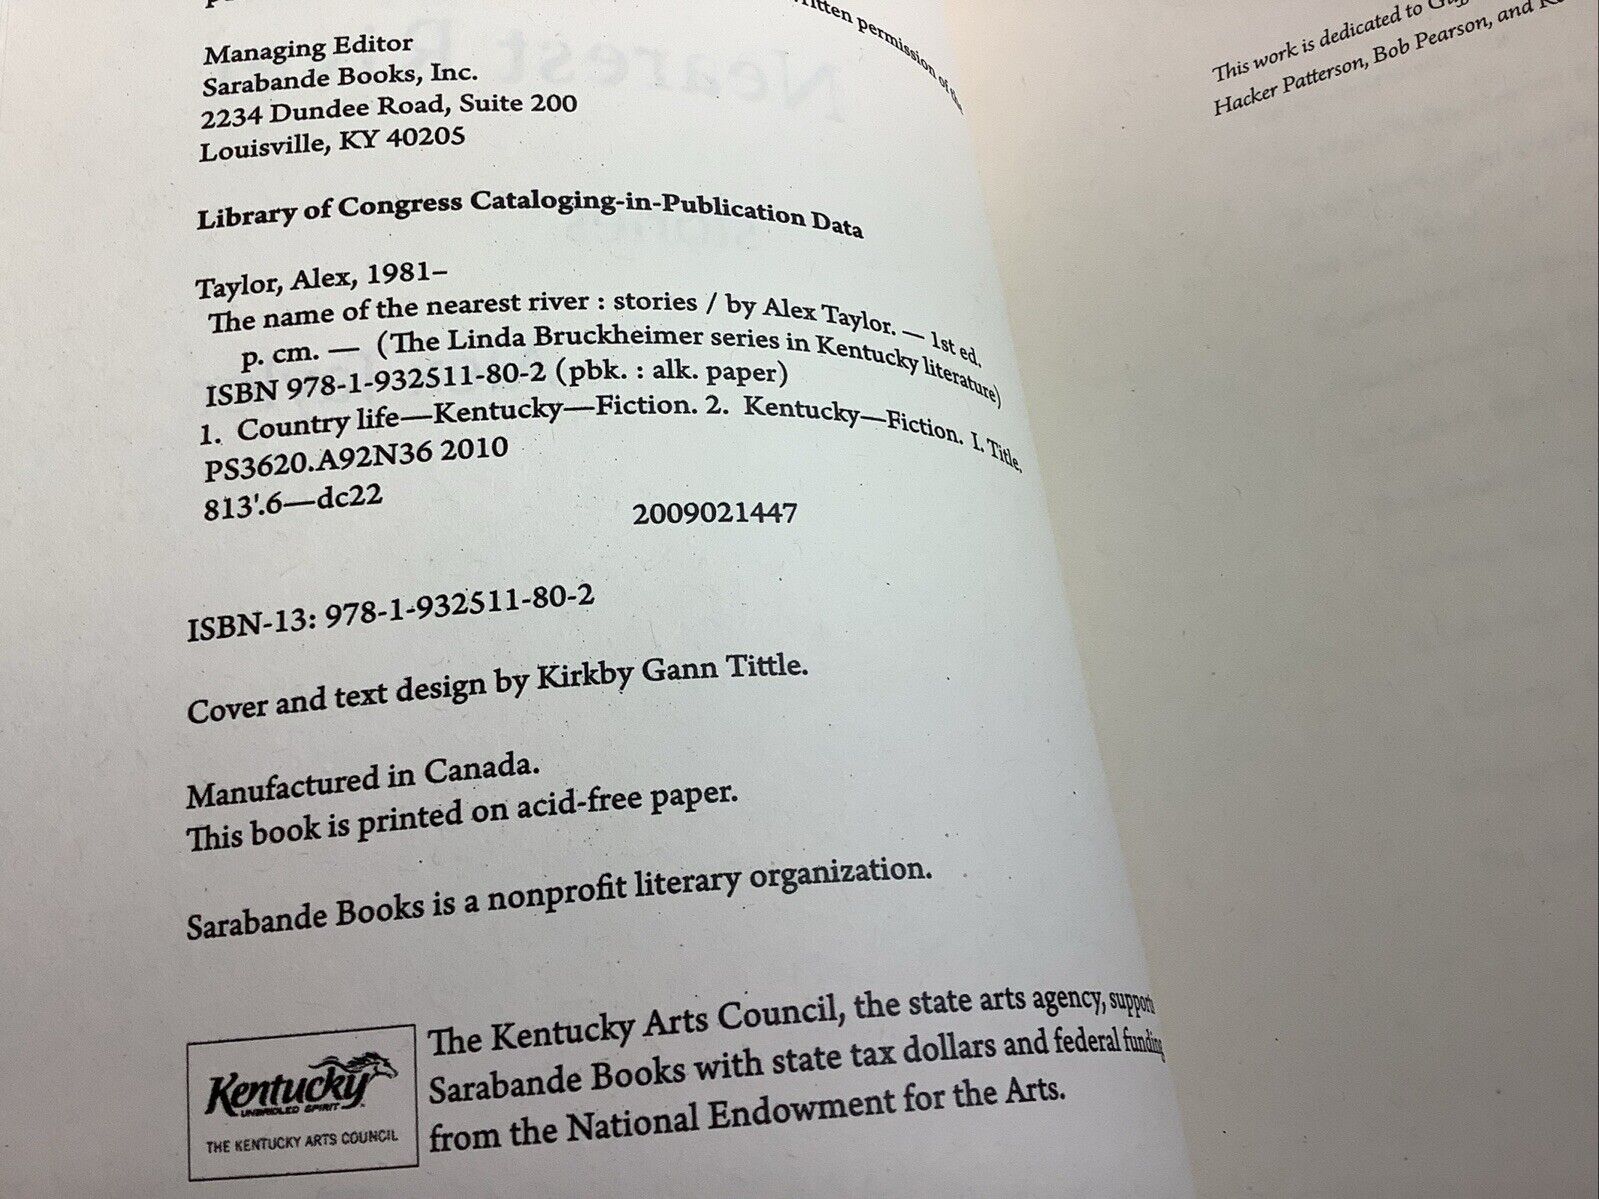 written permission of the
Managing Editor
Sarabande Books, Inc.
2234 Dundee Road, Suite 200
Louisville, KY 40205
Library of Congress Cataloging-in-Publication Data
Taylor, Alex, 1981–
The name of the nearest river : stories / by Alex Taylor. — 1st ed.
p. cm. — (The Linda Bruckheimer series in Kentucky literature)
ISBN 978-1-932511-80-2 (pbk. : alk. paper)
1. Country life—Kentucky—Fiction. 2. Kentucky—Fiction. I. Title.
PS3620.A92N36 2010
813'.6—dc22
2009021447
ISBN-13: 978-1-932511-80-2
Cover and text design by Kirkby Gann Tittle.
Manufactured in Canada.
This book is printed on acid-free paper.
Sarabande Books is a nonprofit literary organization.
Kentucky
UNBRIDLED SPIRIT
THE KENTUCKY ARTS COUNCIL
The Kentucky Arts Council, the state arts agency, supports
Sarabande Books with state tax dollars and federal funding
from the National Endowment for the Arts.
This work is dedicated to
Hacker Patterson, Bob Pearson, and